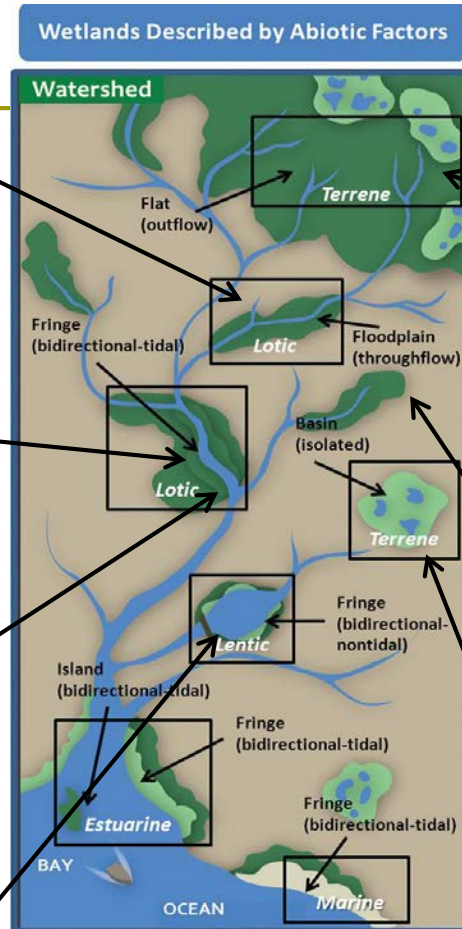 Wetlands Described by Abiotic Factors
Watershed
Terrene
Flat
(outflow)
Fringe
(bidirectional-tidal)
Lotic
Floodplain
(throughflow)
Basin
(isolated)
Lotic
Terrene
Fringe
(bidirectional-
nontidal)
Lentic
Island
(bidirectional-tidal)
Fringe
(bidirectional-tidal)
Estuarine
Fringe
(bidirectional-tidal)
BAY
Marine
OCEAN